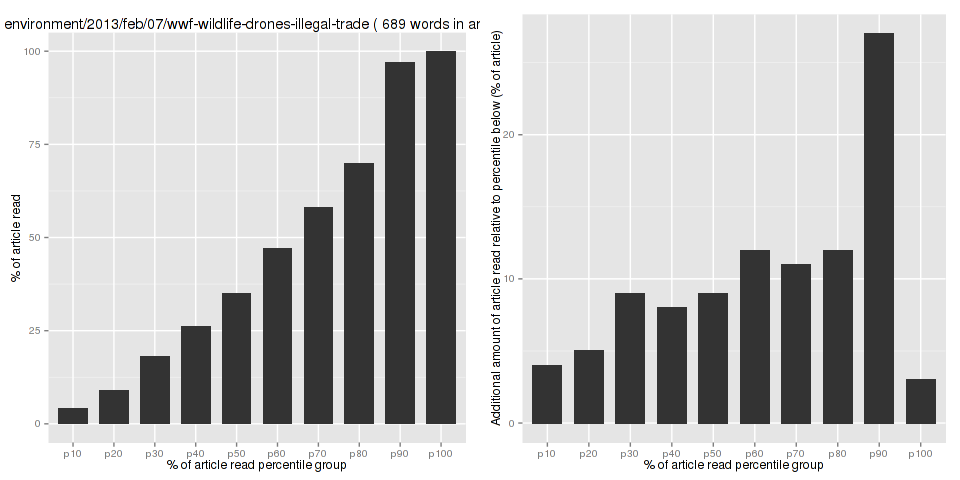 environment/2013/feb/07/wwf-wildlife-drones-illegal-trade ( 689 words in ar
% of article read
100
75
50
25
0
p10 p20 p30 p40 p50 p60 p70 p80 p90 p100
% of article read percentile group
Additional amount of article read relative to percentile below (% of article)
20
10
0
p10 p20 p30 p40 p50 p60 p70 p80 p90 p100
% of article read percentile group